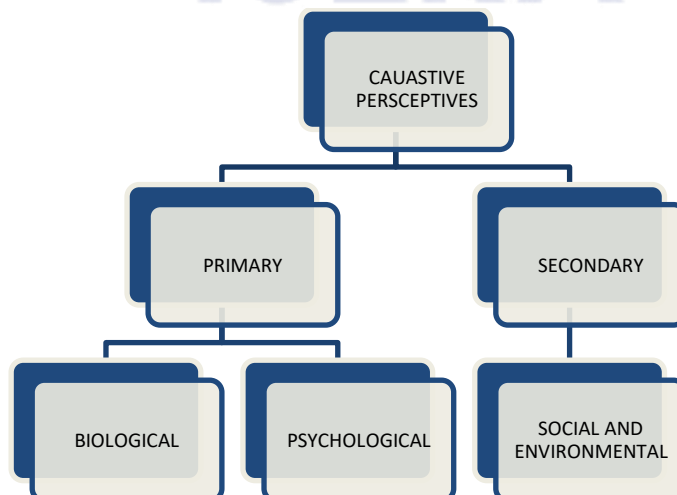 CAUASTIVE
PERSCEPTIVES
PRIMARY
SECONDARY
BIOLOGICAL
PSYCHOLOGICAL
SOCIAL AND
ENVIRONMENTAL